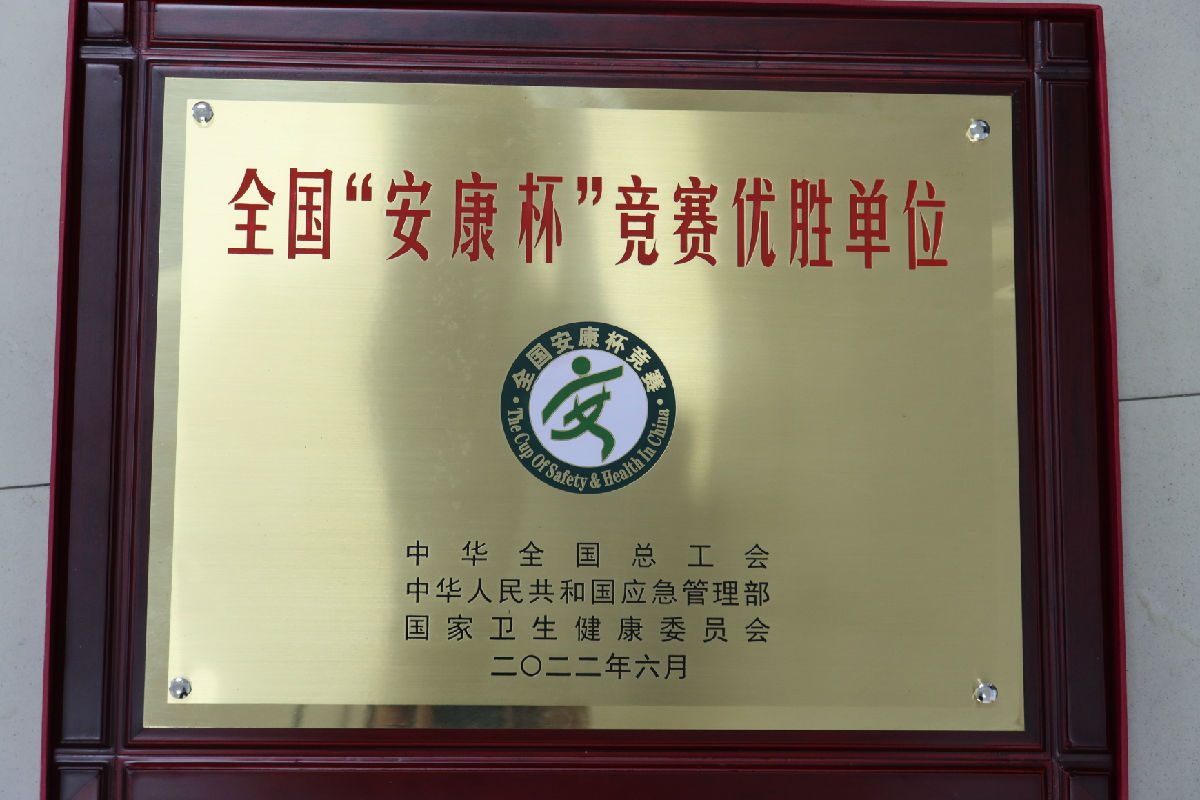 全国“安康杯”竞赛优胜单位
全国安康杯竞赛
安
The Cup Of Safety & Health In China
中华全国总工会
中华人民共和国应急管理部
国家卫生健康委员会
二〇二二年六月